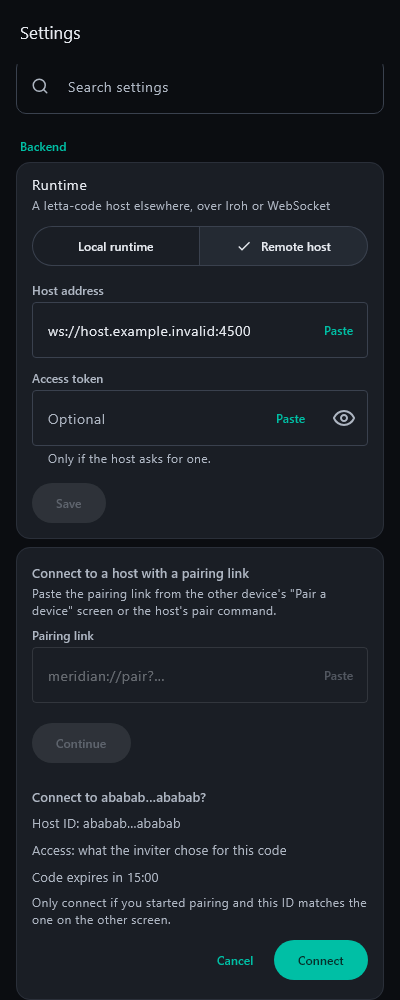 Settings
Search settings
Backend
Runtime
A letta-code host elsewhere, over Iroh or WebSocket
Local runtime
Remote host
Host address
ws://host.example.invalid:4500
Paste
Access token
Optional
Paste
Only if the host asks for one.
Save
Connect to a host with a pairing link
Paste the pairing link from the other device's "Pair a
device" screen or the host's pair command.
Pairing link
meridian://pair?...
Paste
Continue
Connect to ababab...ababab?
Host ID: ababab...ababab
Access: what the inviter chose for this code
Code expires in 15:00
Only connect if you started pairing and this ID matches the
one on the other screen.
Cancel
Connect